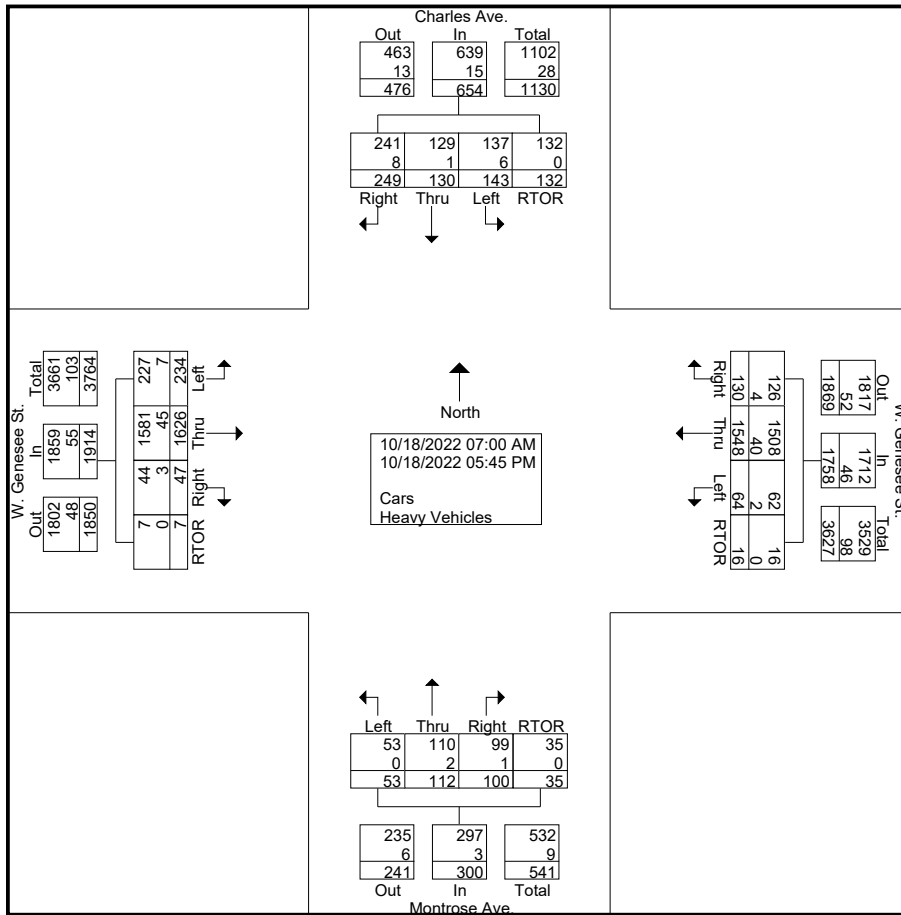 Charles Ave.
Out In Total
463 639 1102
13 15 28
476 654 1130
241 129 137 132
8 1 6 0
249 130 143 132
Right Thru Left RTOR
W. Genesee St.
Total In Out
3661 1859 1802
103 55 48
3764 1914 1850
Left Thru Right RTOR
227 1581 44 7
7 45 3 0
234 1626 47 7
North
10/18/2022 07:00 AM
10/18/2022 05:45 PM
Cars
Heavy Vehicles
Right Thru Left RTOR
126 1508 62 16
4 40 2 0
130 1548 64 16
W. Genesee St.
Out In Total
1817 1712 3529
52 46 98
1869 1758 3627
Left Thru Right RTOR
53 110 99 35
0 2 1 0
53 112 100 35
235 297 532
6 3 9
241 300 541
Out In Total
Montrose Ave.